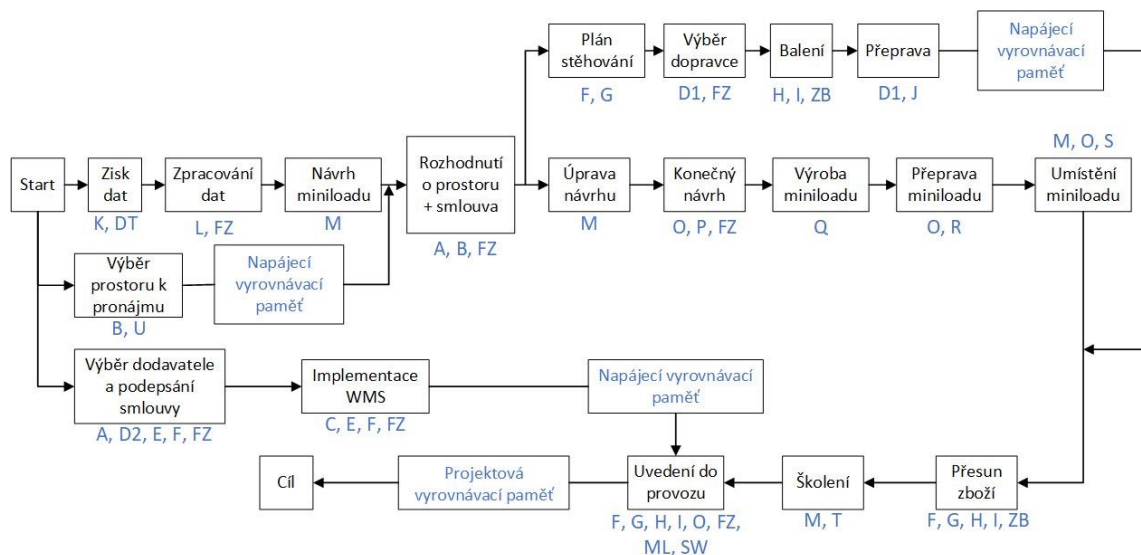 Plán
stěhování
F, G
Výběr
dopravce
D1, FZ
Balení
H, I, ZB
Přeprava
D1, J
Napájecí
vyrovnávací
paměť
Start
Zisk
dat
K, DT
Zpracování
dat
L, FZ
Návrh
miniloadu
M
Rozhodnutí
o prostoru
+ smlouva
A, B, FZ
Úprava
návrhu
M
Konečný
návrh
O, P, FZ
Výroba
miniloadu
Q
Přeprava
miniloadu
O, R
M, O, S
Umístění
miniloadu
Výběr
prostoru k
pronájmu
B, U
Napájecí
vyrovnávací
paměť
Výběr dodavatele
a podepsání
smlouvy
A, D2, E, F, FZ
Implementace
WMS
C, E, F, FZ
Napájecí vyrovnávací
paměť
Cíl
Projektová
vyrovnávací paměť
Uvedení do
provozu
F, G, H, I, O, FZ,
ML, SW
Školení
M, T
Přesun
zboží
F, G, H, I, ZB